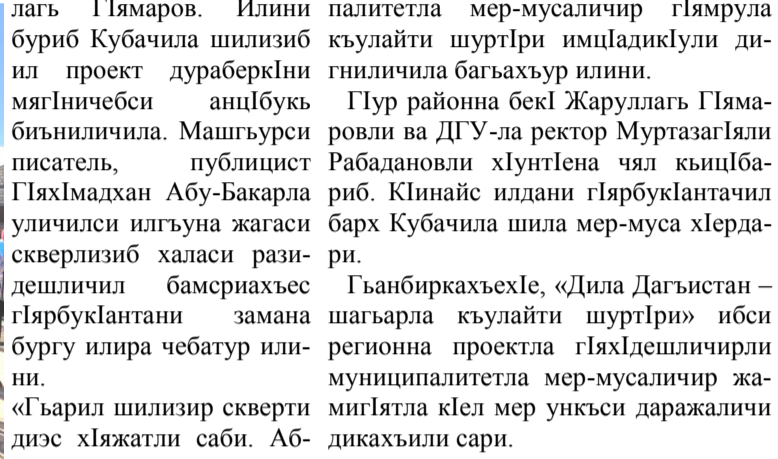 лагь ГІямаров. Илини
буриб Кубачила шилизиб
ил проект дураберкІни
мягІничебси анцІбукь
биъниличила. Машгьурси
писатель, публицист
ГІяхІмадхан Абу-Бакарла
уличилси илгъуна жагаси
скверлизиб халаси рази-
дешличил бамсриахъес
гІярбукІантани замана
бургу илира чебатур или-
ни.
«Гьарил шилизир скверти
диэс хІяжатли саби. Аб-
палитетла мер-мусаличир гІямрула
къулайти шуртІри имцІадикІули ди-
гниличила багьахъур илини.
ГІур районна бекІ Жаруллагь ГІяма-
ровли ва ДГУ-ла ректор МуртазагІяли
Рабадановли хІунтІена чял кьицІба-
риб. КІинайс илдани гІярбукІантачил
барх Кубачила шила мер-муса хІерда-
ри.
ГьанбиркахъехІе, «Дила Дагъистан –
шагьарла къулайти шуртІри» ибси
регионна проектла гІяхІдешличирли
муниципалитетла мер-мусаличир жа-
мигІятла кІел мер ункъси даражаличи
дикахъили сари.